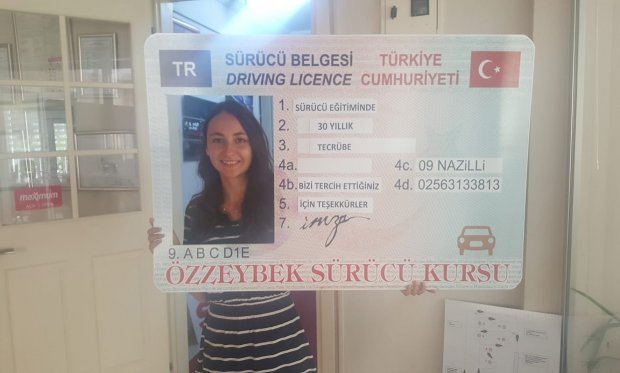 TR
SÜRÜCÜ BELGESİ TÜRKİYE
DRIVING LICENCE CUMHURİYETİ
1. SÜRÜCÜ EĞİTİMİNDE
2. 30 YILLIK
3. TECRÜBE
4a. 4c. 09 NAZiLLi
4b. BİZİ TERCİH ETTİĞİNİZ 4d. 02563133813
5. İÇİN TEŞEKKÜRLER
7. imza
9. A B C D1E
ÖZZEYBEK SÜRÜCÜ KURSU
maximum